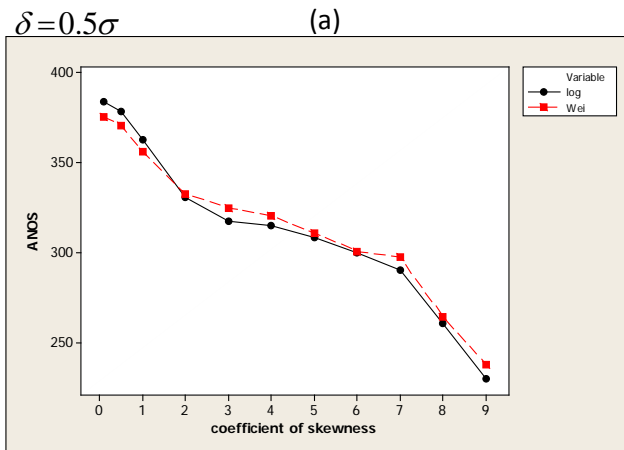 δ=0.5σ
(a)
400
350
300
250
ANOS
0 1 2 3 4 5 6 7 8 9
coefficient of skewness
Variable
log
Wei